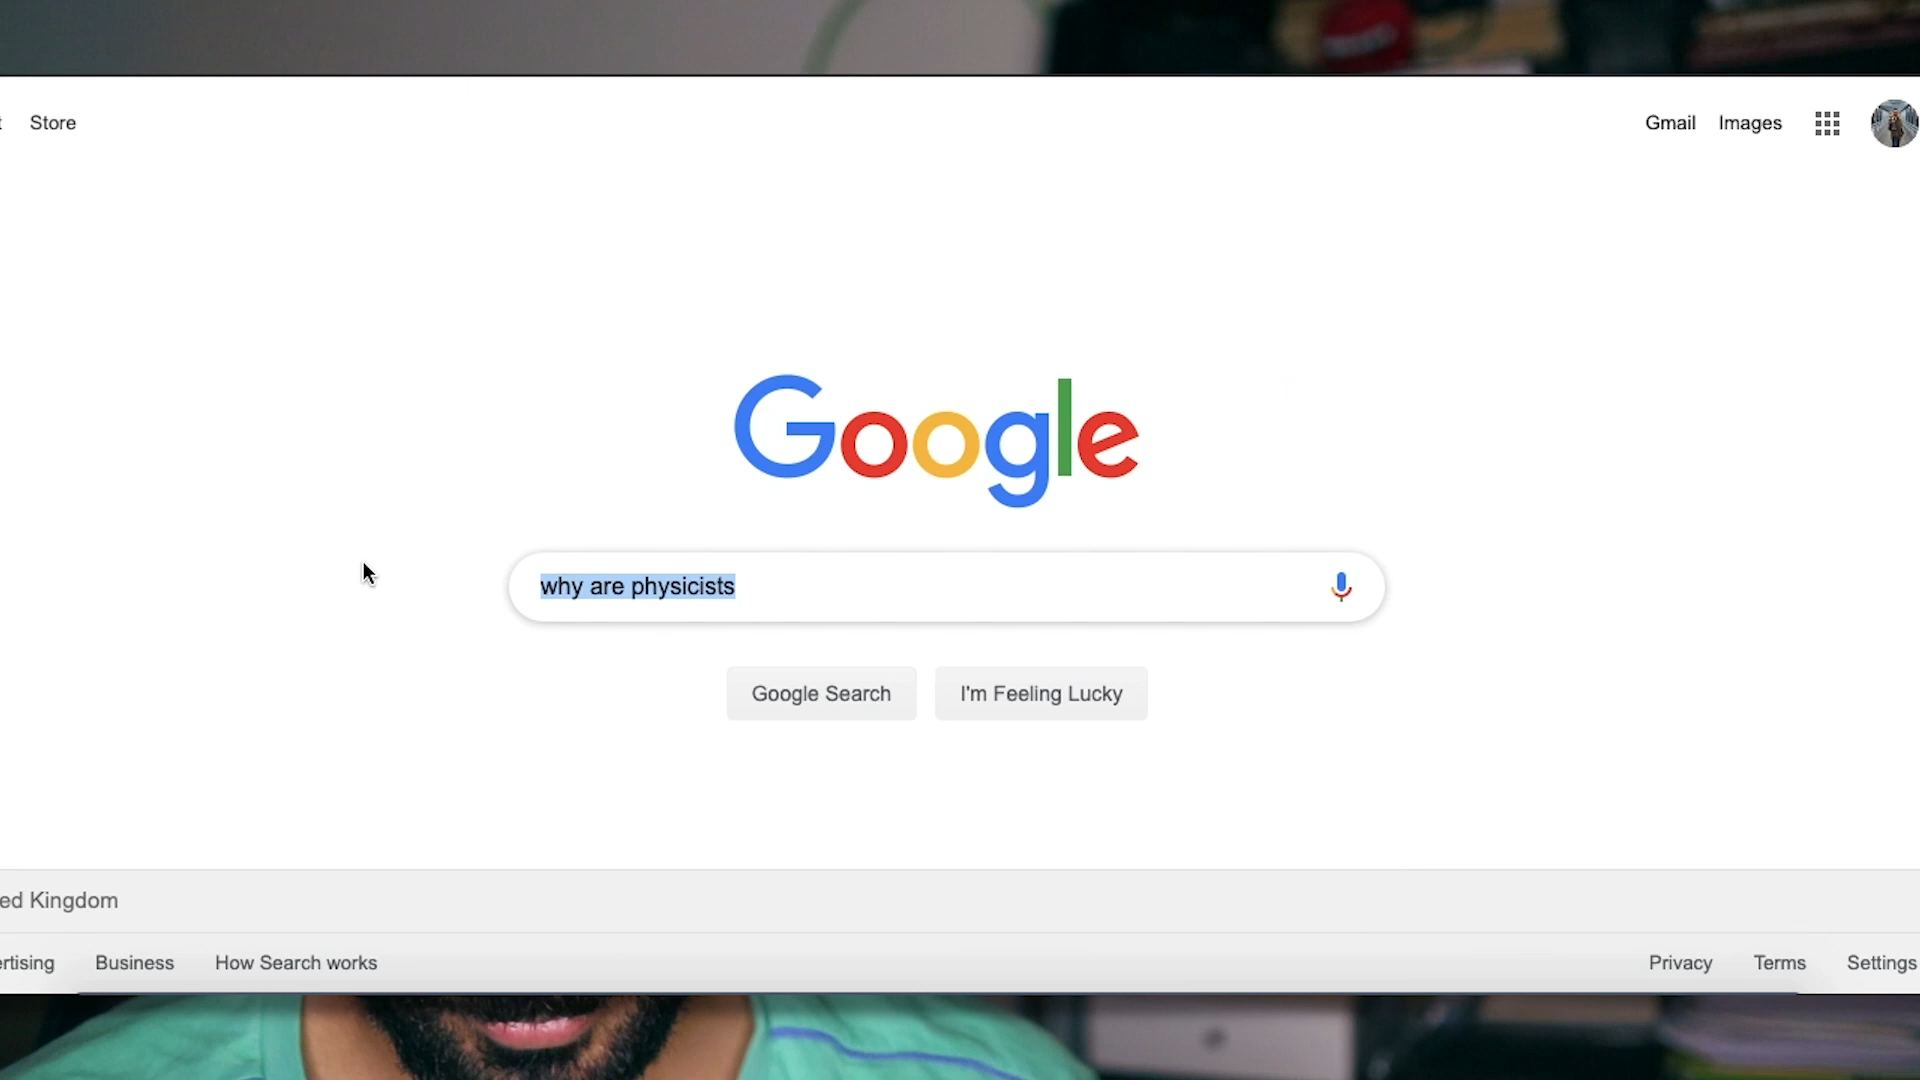 Store
Gmail Images
Google
why are physicists
Google Search I'm Feeling Lucky
ed Kingdom
ertising Business How Search works
Privacy Terms Settings